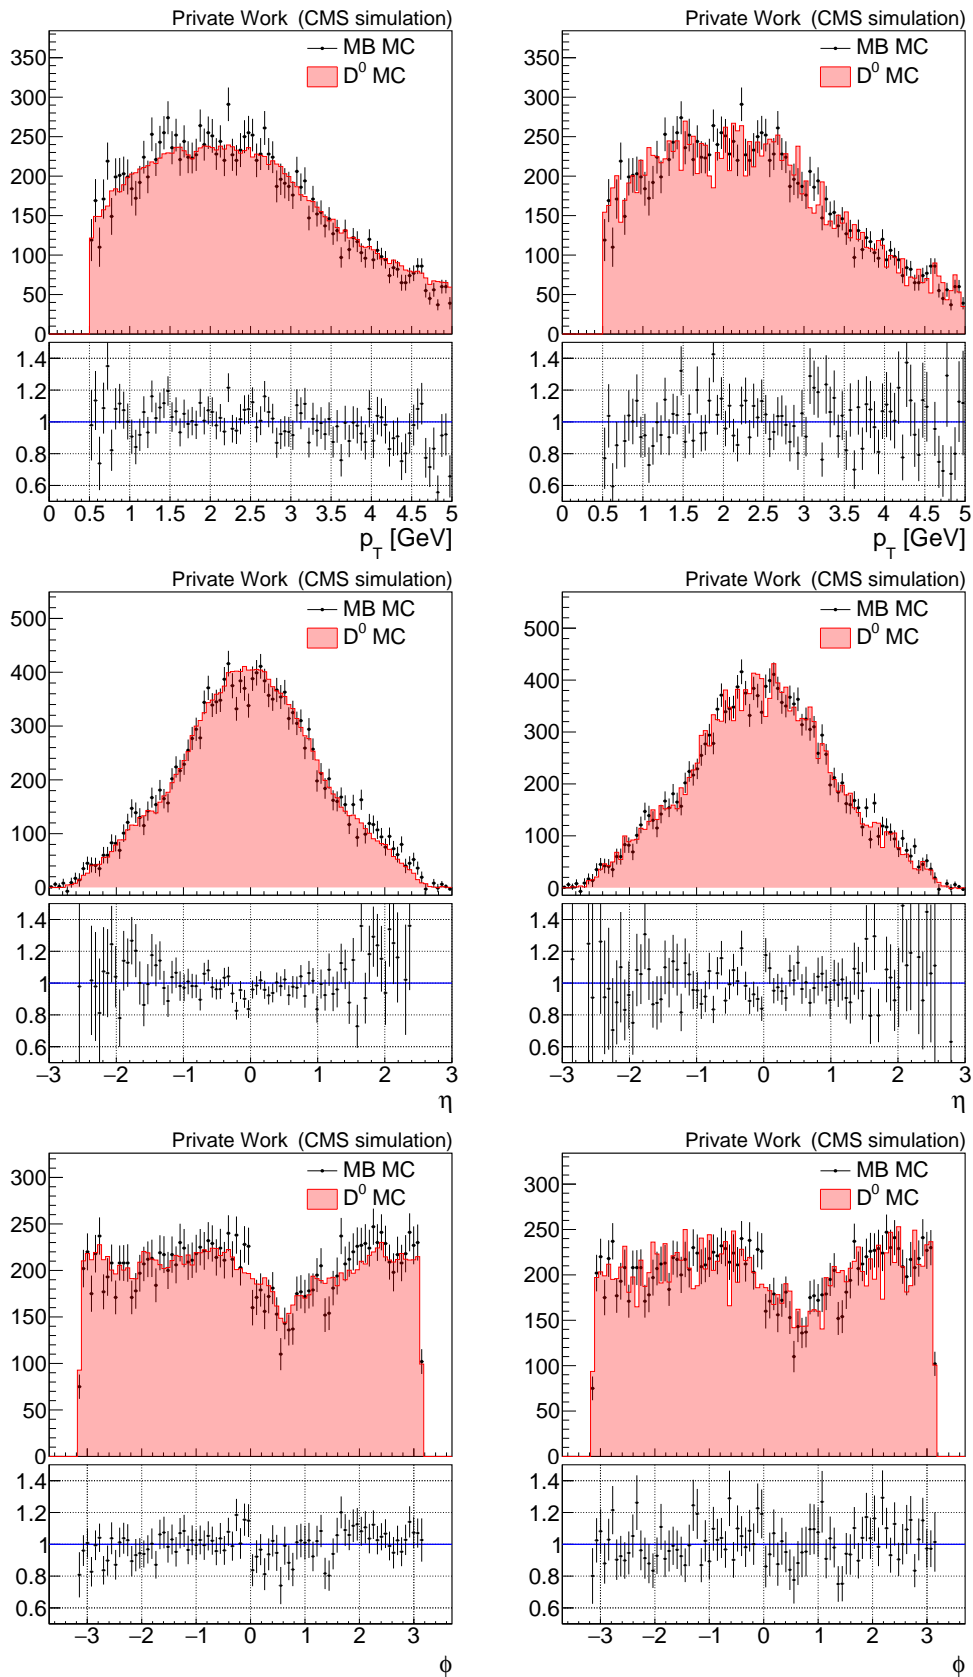 Private Work (CMS simulation)
MB MC
D⁰ MC
350
300
250
200
150
100
50
0
1.4
1.2
1
0.8
0.6
0 0.5 1 1.5 2 2.5 3 3.5 4 4.5 5
p_T [GeV]
Private Work (CMS simulation)
MB MC
D⁰ MC
350
300
250
200
150
100
50
0
1.4
1.2
1
0.8
0.6
0 0.5 1 1.5 2 2.5 3 3.5 4 4.5 5
p_T [GeV]
Private Work (CMS simulation)
MB MC
D⁰ MC
500
400
300
200
100
0
1.4
1.2
1
0.8
0.6
−3 −2 −1 0 1 2 3
η
Private Work (CMS simulation)
MB MC
D⁰ MC
500
400
300
200
100
0
1.4
1.2
1
0.8
0.6
−3 −2 −1 0 1 2 3
η
Private Work (CMS simulation)
MB MC
D⁰ MC
300
250
200
150
100
50
0
1.4
1.2
1
0.8
0.6
−3 −2 −1 0 1 2 3
ϕ
Private Work (CMS simulation)
MB MC
D⁰ MC
300
250
200
150
100
50
0
1.4
1.2
1
0.8
0.6
−3 −2 −1 0 1 2 3
ϕ